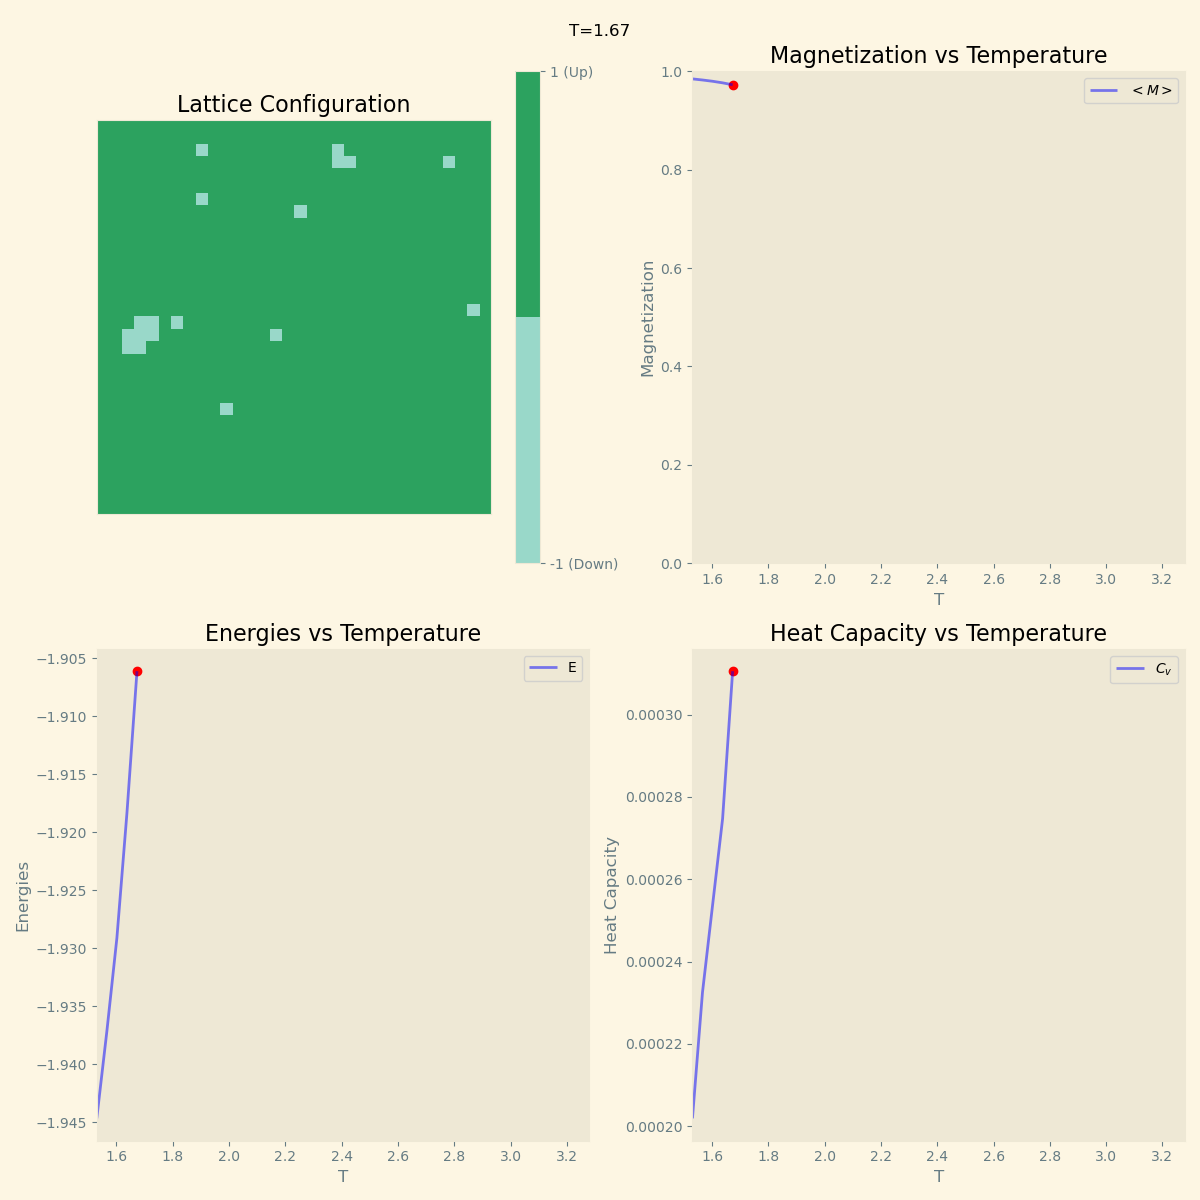 T=1.67
Lattice Configuration
1 (Up)
-1 (Down)
Magnetization vs Temperature
<M>
Magnetization
1.0
0.8
0.6
0.4
0.2
0.0
1.6 1.8 2.0 2.2 2.4 2.6 2.8 3.0 3.2
T
Energies vs Temperature
E
Energies
−1.905
−1.910
−1.915
−1.920
−1.925
−1.930
−1.935
−1.940
−1.945
1.6 1.8 2.0 2.2 2.4 2.6 2.8 3.0 3.2
T
Heat Capacity vs Temperature
Cv
Heat Capacity
0.00030
0.00028
0.00026
0.00024
0.00022
0.00020
1.6 1.8 2.0 2.2 2.4 2.6 2.8 3.0 3.2
T